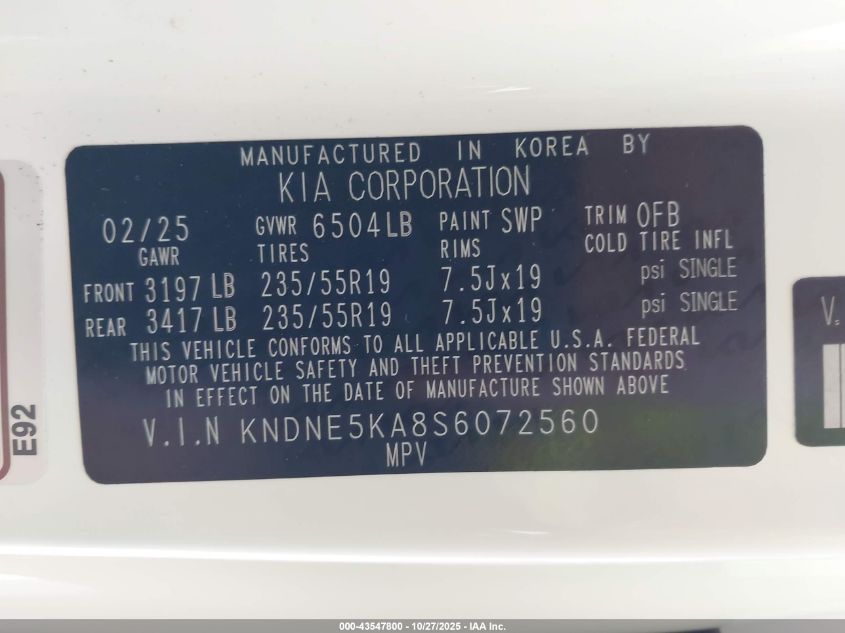 MANUFACTURED IN KOREA BY
KIA CORPORATION
02/25 GVWR 6504LB PAINT SWP TRIM OFB
GAWR TIRES RIMS COLD TIRE INFL
FRONT 3197 LB 235/55R19 7.5Jx19 psi SINGLE
REAR 3417 LB 235/55R19 7.5Jx19 psi SINGLE
THIS VEHICLE CONFORMS TO ALL APPLICABLE U.S.A. FEDERAL
MOTOR VEHICLE SAFETY AND THEFT PREVENTION STANDARDS
IN EFFECT ON THE DATE OF MANUFACTURE SHOWN ABOVE
V.I.N KNDNE5KA8S6072560
MPV
E92
V.
000-43547800 - 10/27/2025 - IAA Inc.